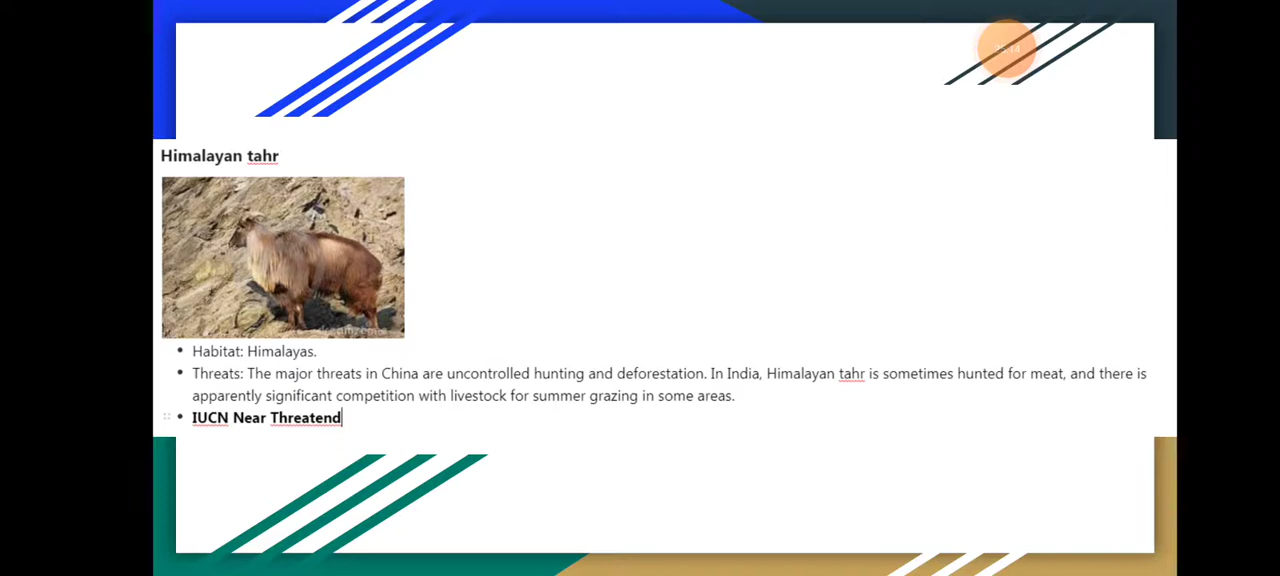 Himalayan tahr
Habitat: Himalayas.
Threats: The major threats in China are uncontrolled hunting and deforestation. In India, Himalayan tahr is sometimes hunted for meat, and there is
apparently significant competition with livestock for summer grazing in some areas.
IUCN Near Threatend